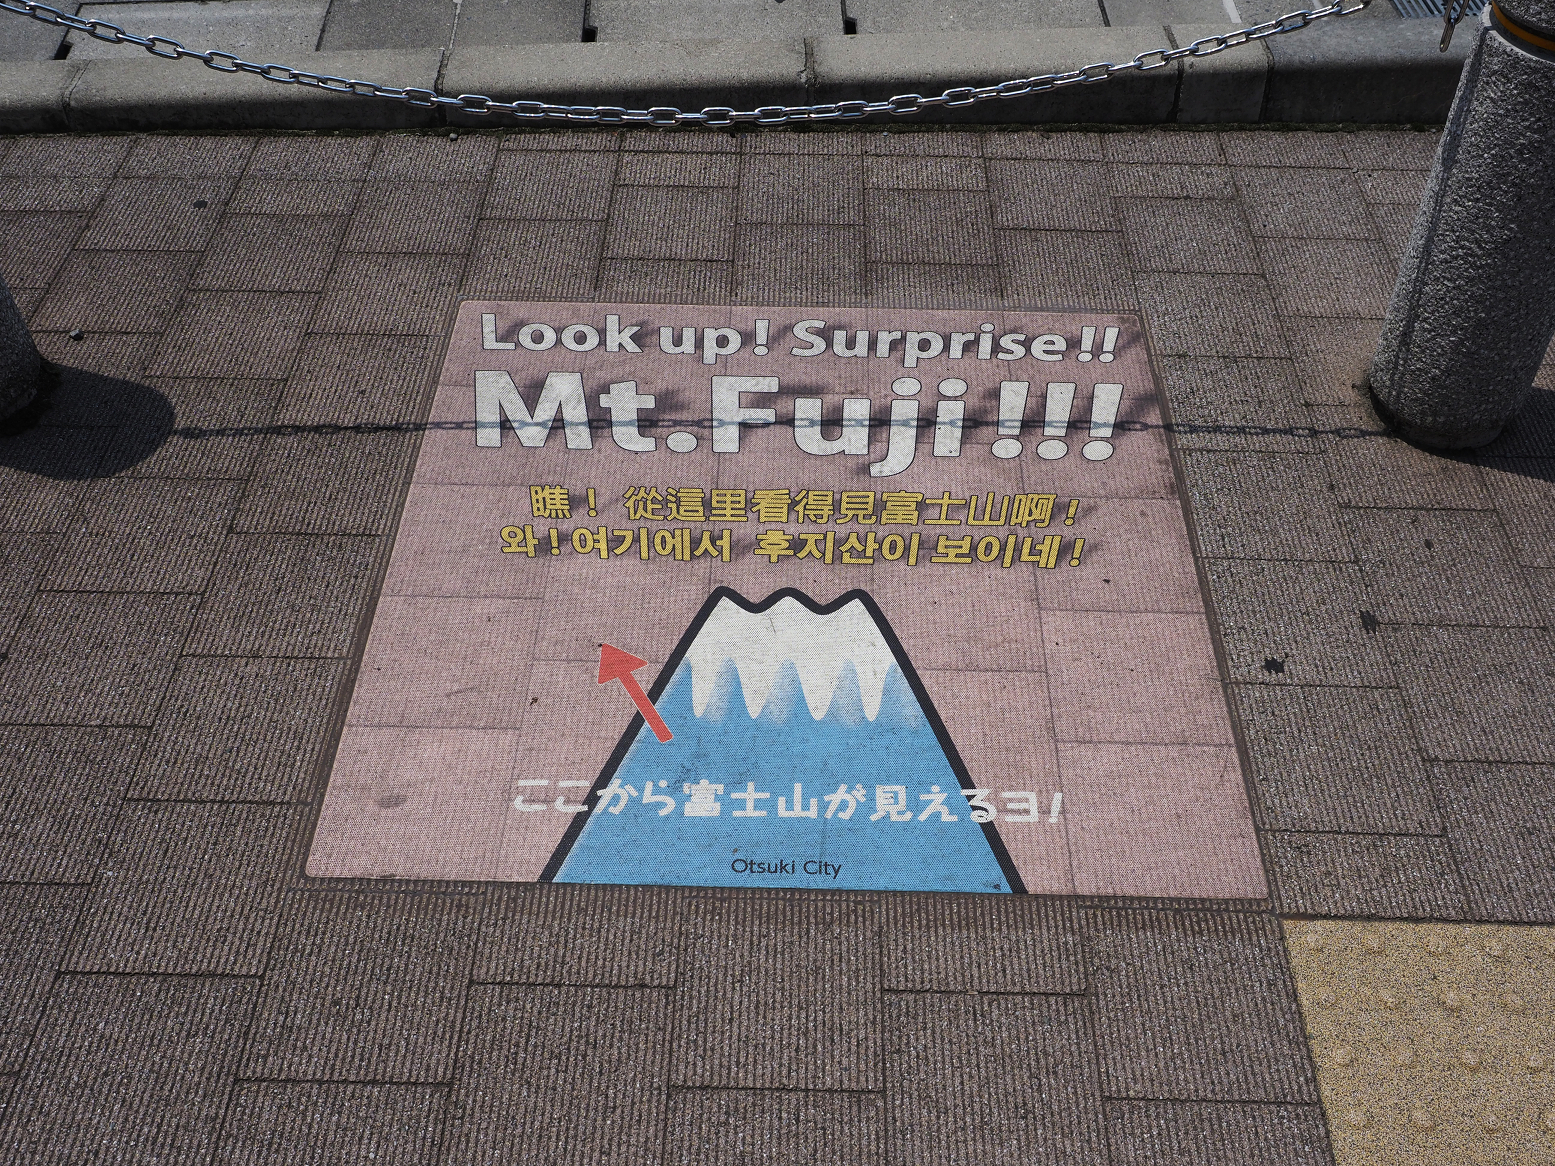 Look up! Surprise!!
Mt.Fuji!!!
瞧！ 從這里看得見富士山啊！
와！여기에서 후지산이 보이네！
ここから富士山が見えるヨ！
Otsuki City